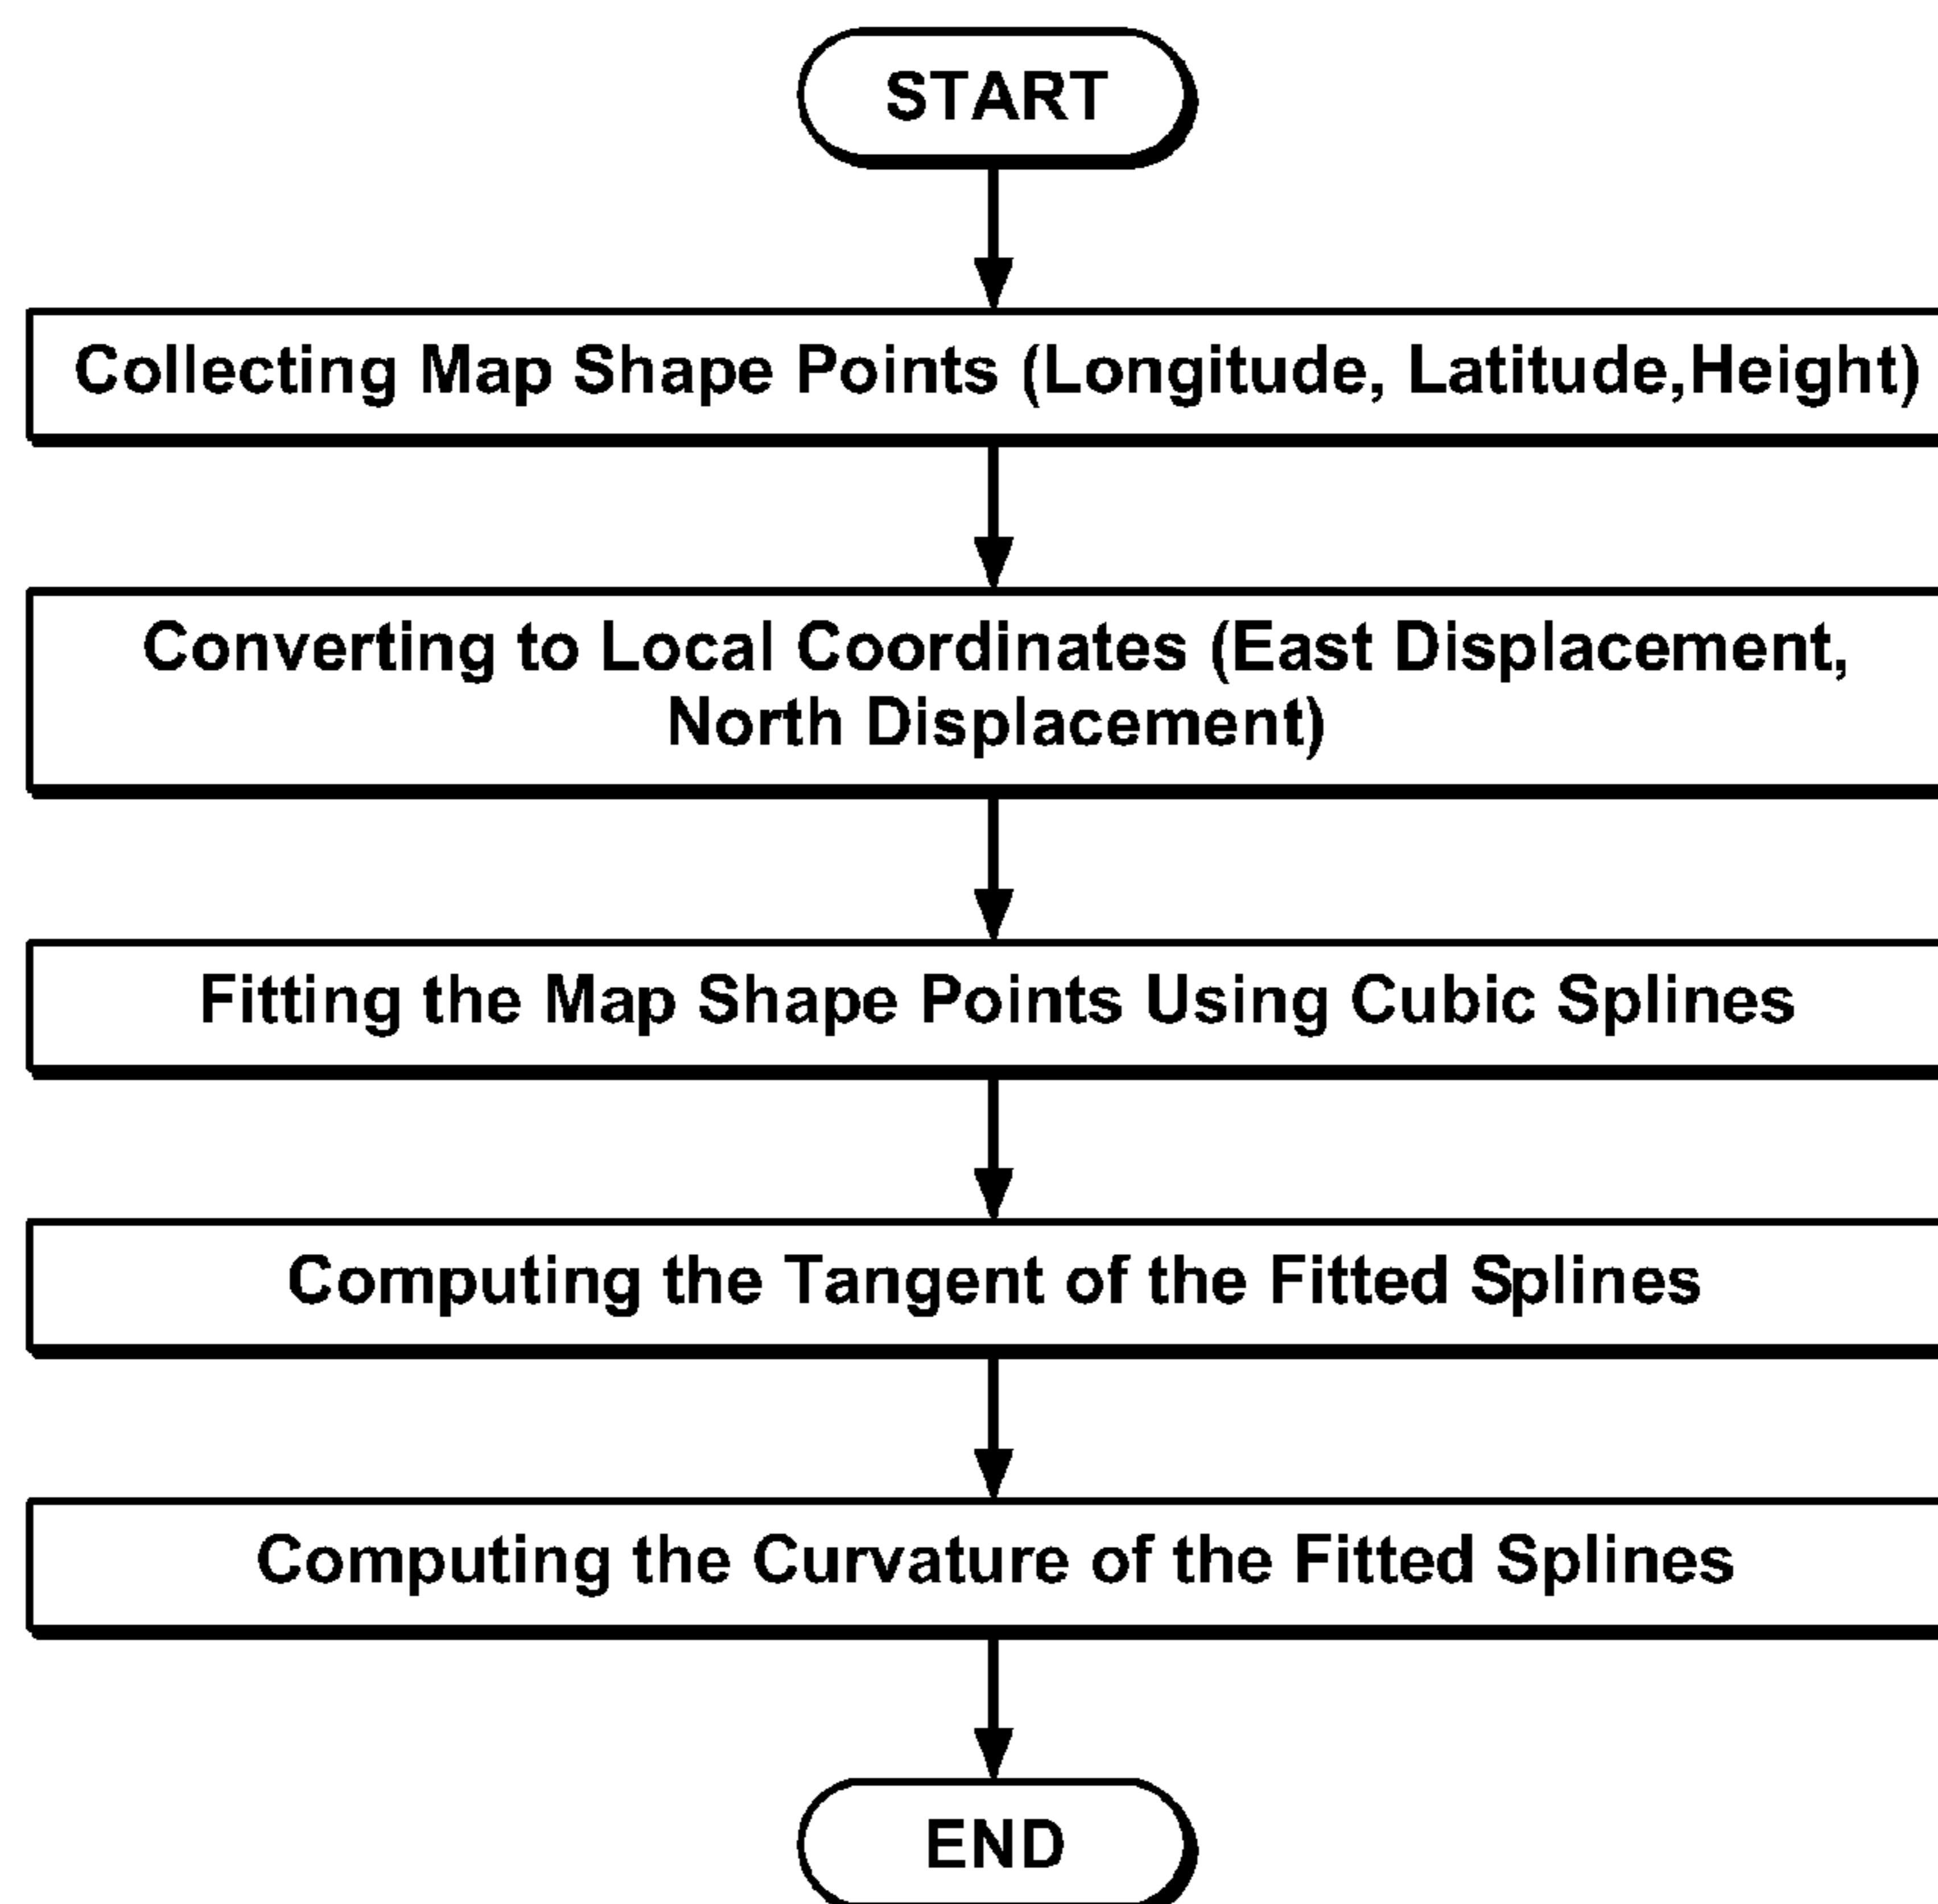 START
Collecting Map Shape Points (Longitude, Latitude,Height)
Converting to Local Coordinates (East Displacement,
North Displacement)
Fitting the Map Shape Points Using Cubic Splines
Computing the Tangent of the Fitted Splines
Computing the Curvature of the Fitted Splines
END